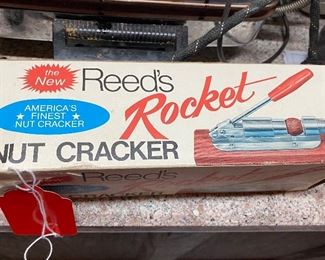 the
New
Reed's
Rocket
AMERICA'S
FINEST
NUT CRACKER
NUT CRACKER
Reed's